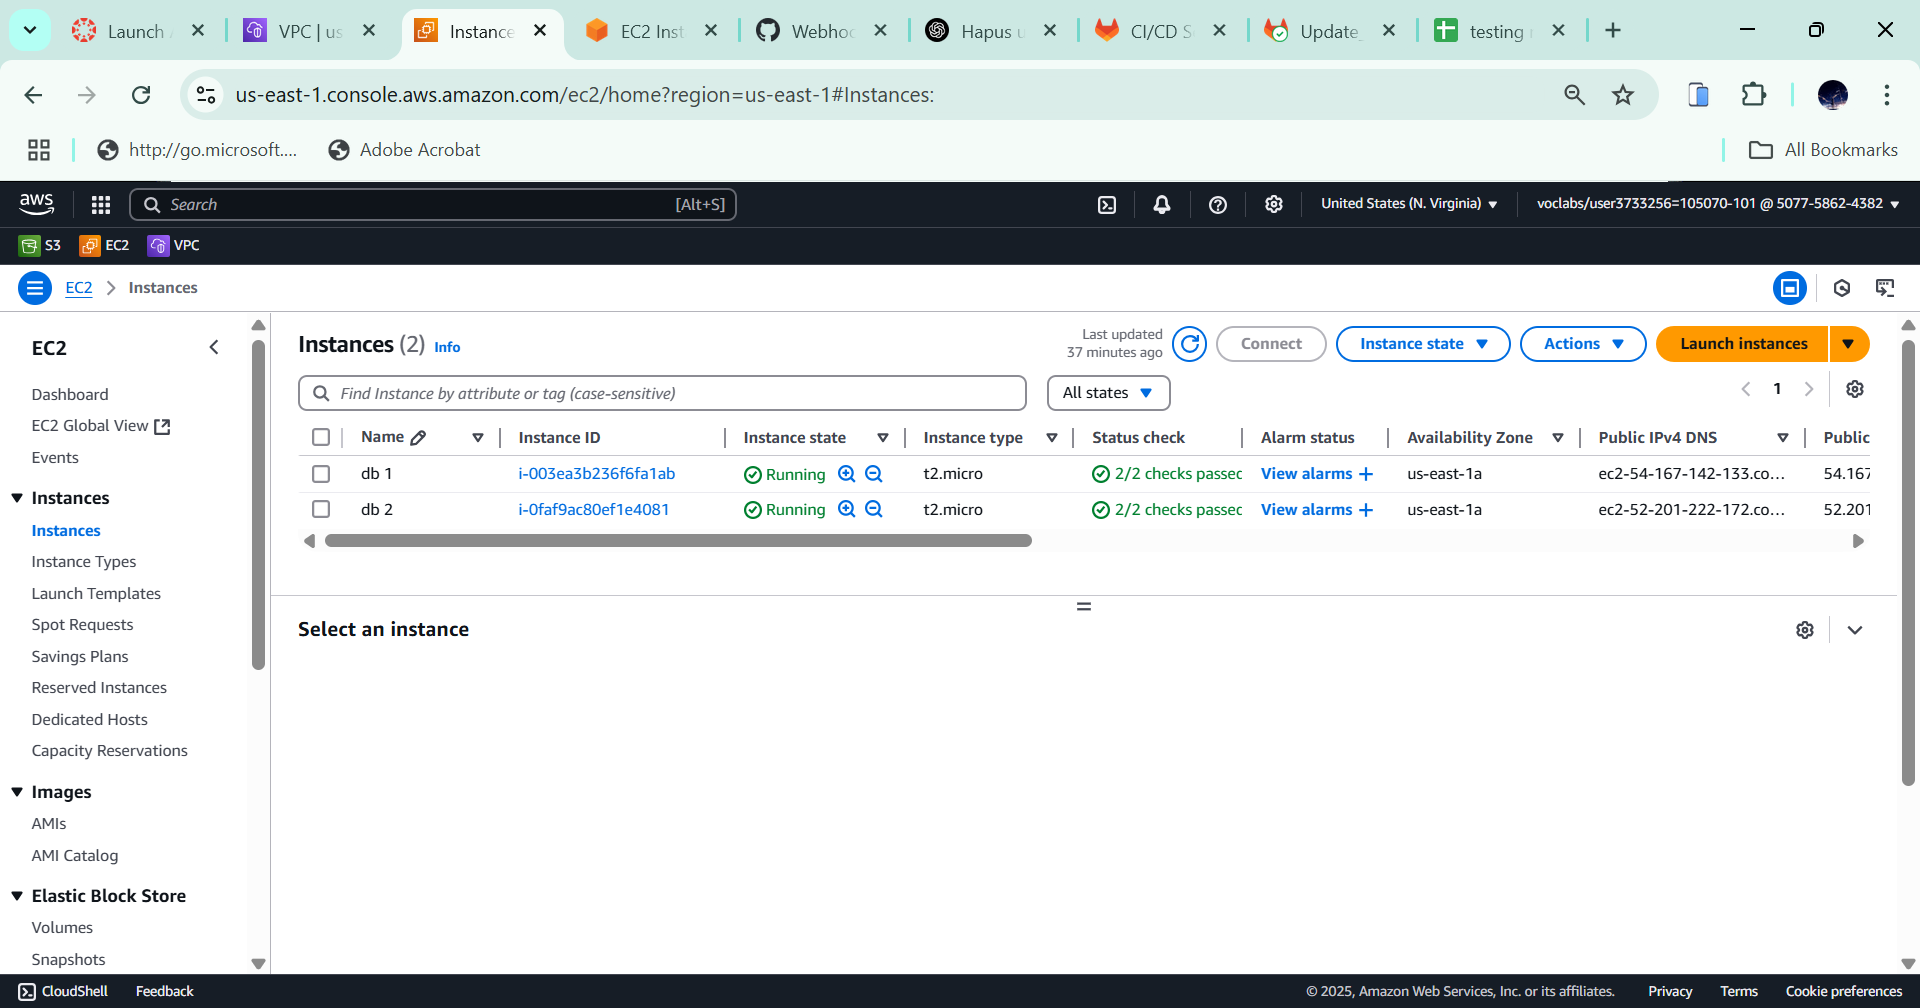 Launch
VPC | us
Instance
EC2 Inst
Webhoo
Hapus u
CI/CD S
Update_
testing
us-east-1.console.aws.amazon.com/ec2/home?region=us-east-1#Instances:
http://go.microsoft....
Adobe Acrobat
All Bookmarks
aws
Search
[Alt+S]
United States (N. Virginia)
voclabs/user3733256=105070-101 @ 5077-5862-4382
S3
EC2
VPC
EC2
Instances
EC2
Dashboard
EC2 Global View
Events
Instances
Instances
Instance Types
Launch Templates
Spot Requests
Savings Plans
Reserved Instances
Dedicated Hosts
Capacity Reservations
Images
AMIs
AMI Catalog
Elastic Block Store
Volumes
Snapshots
Instances (2) Info
Last updated
37 minutes ago
Connect
Instance state
Actions
Launch instances
Find Instance by attribute or tag (case-sensitive)
All states
1
Name Instance ID Instance state Instance type Status check Alarm status Availability Zone Public IPv4 DNS Public
db 1 i-003ea3b236f6fa1ab Running t2.micro 2/2 checks passed View alarms + us-east-1a ec2-54-167-142-133.co... 54.167
db 2 i-0faf9ac80ef1e4081 Running t2.micro 2/2 checks passed View alarms + us-east-1a ec2-52-201-222-172.co... 52.201
Select an instance
CloudShell
Feedback
© 2025, Amazon Web Services, Inc. or its affiliates.
Privacy
Terms
Cookie preferences